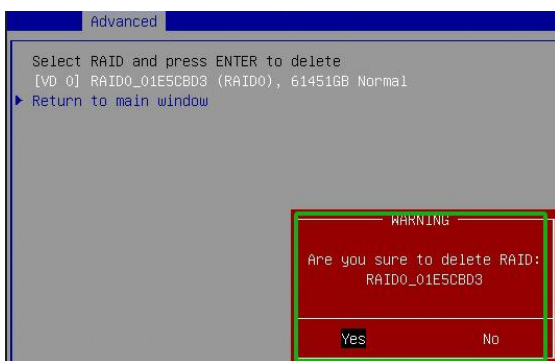 Advanced
Select RAID and press ENTER to delete
[VD 0] RAID0_01E5CBD3 (RAID0), 61451GB Normal
Return to main window
WARNING
Are you sure to delete RAID:
RAID0_01E5CBD3
Yes No